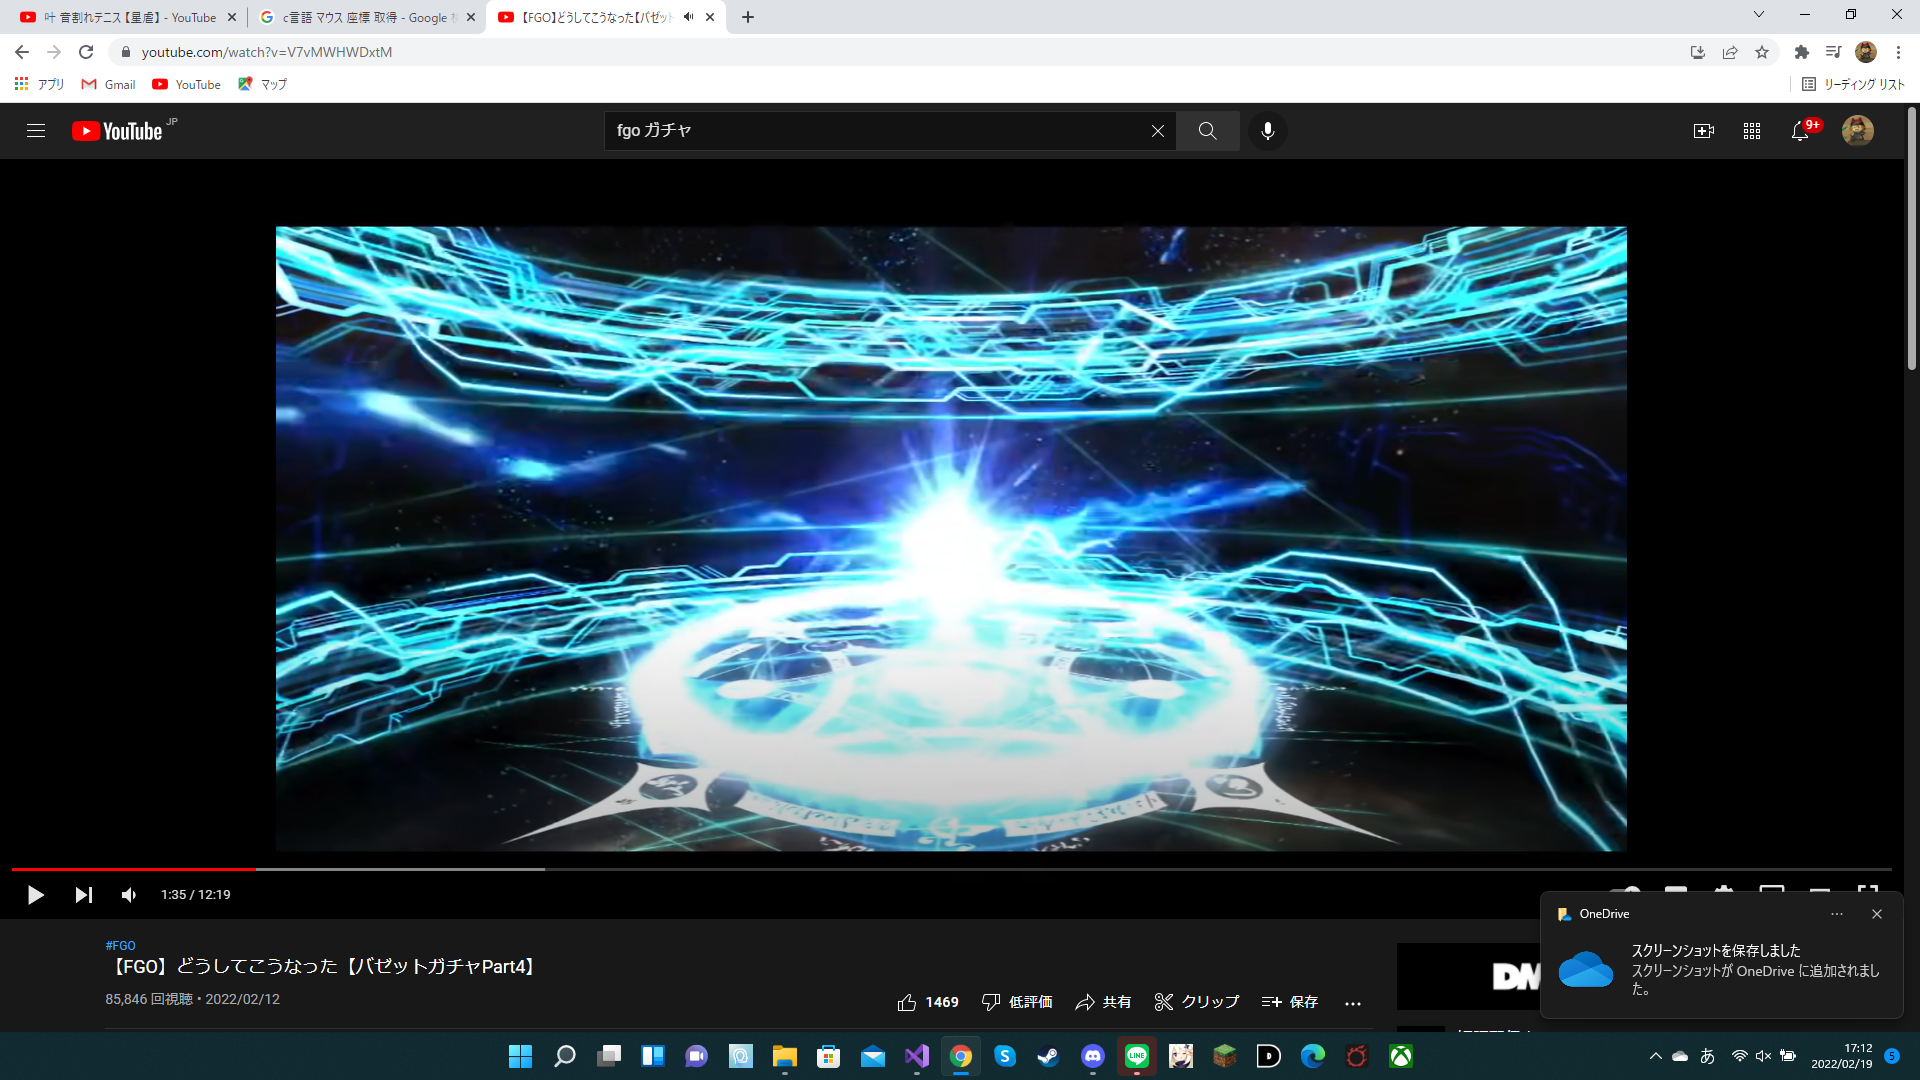 叶 音割れテニス【星虐】 - YouTube
c言語 マウス 座標 取得 - Google
【FGO】どうしてこうなった【バゼット
youtube.com/watch?v=V7vMWHWDxtM
アプリ
Gmail
YouTube
マップ
リーディング リスト
YouTube JP
fgo ガチャ
9+
1:35 / 12:19
#FGO
【FGO】どうしてこうなった【バゼットガチャPart4】
85,846 回視聴・2022/02/12
1469
低評価
共有
クリップ
保存
DM
OneDrive
スクリーンショットを保存しました
スクリーンショットが OneDrive に追加されまし
た。
LINE
あ
17:12
2022/02/19
5